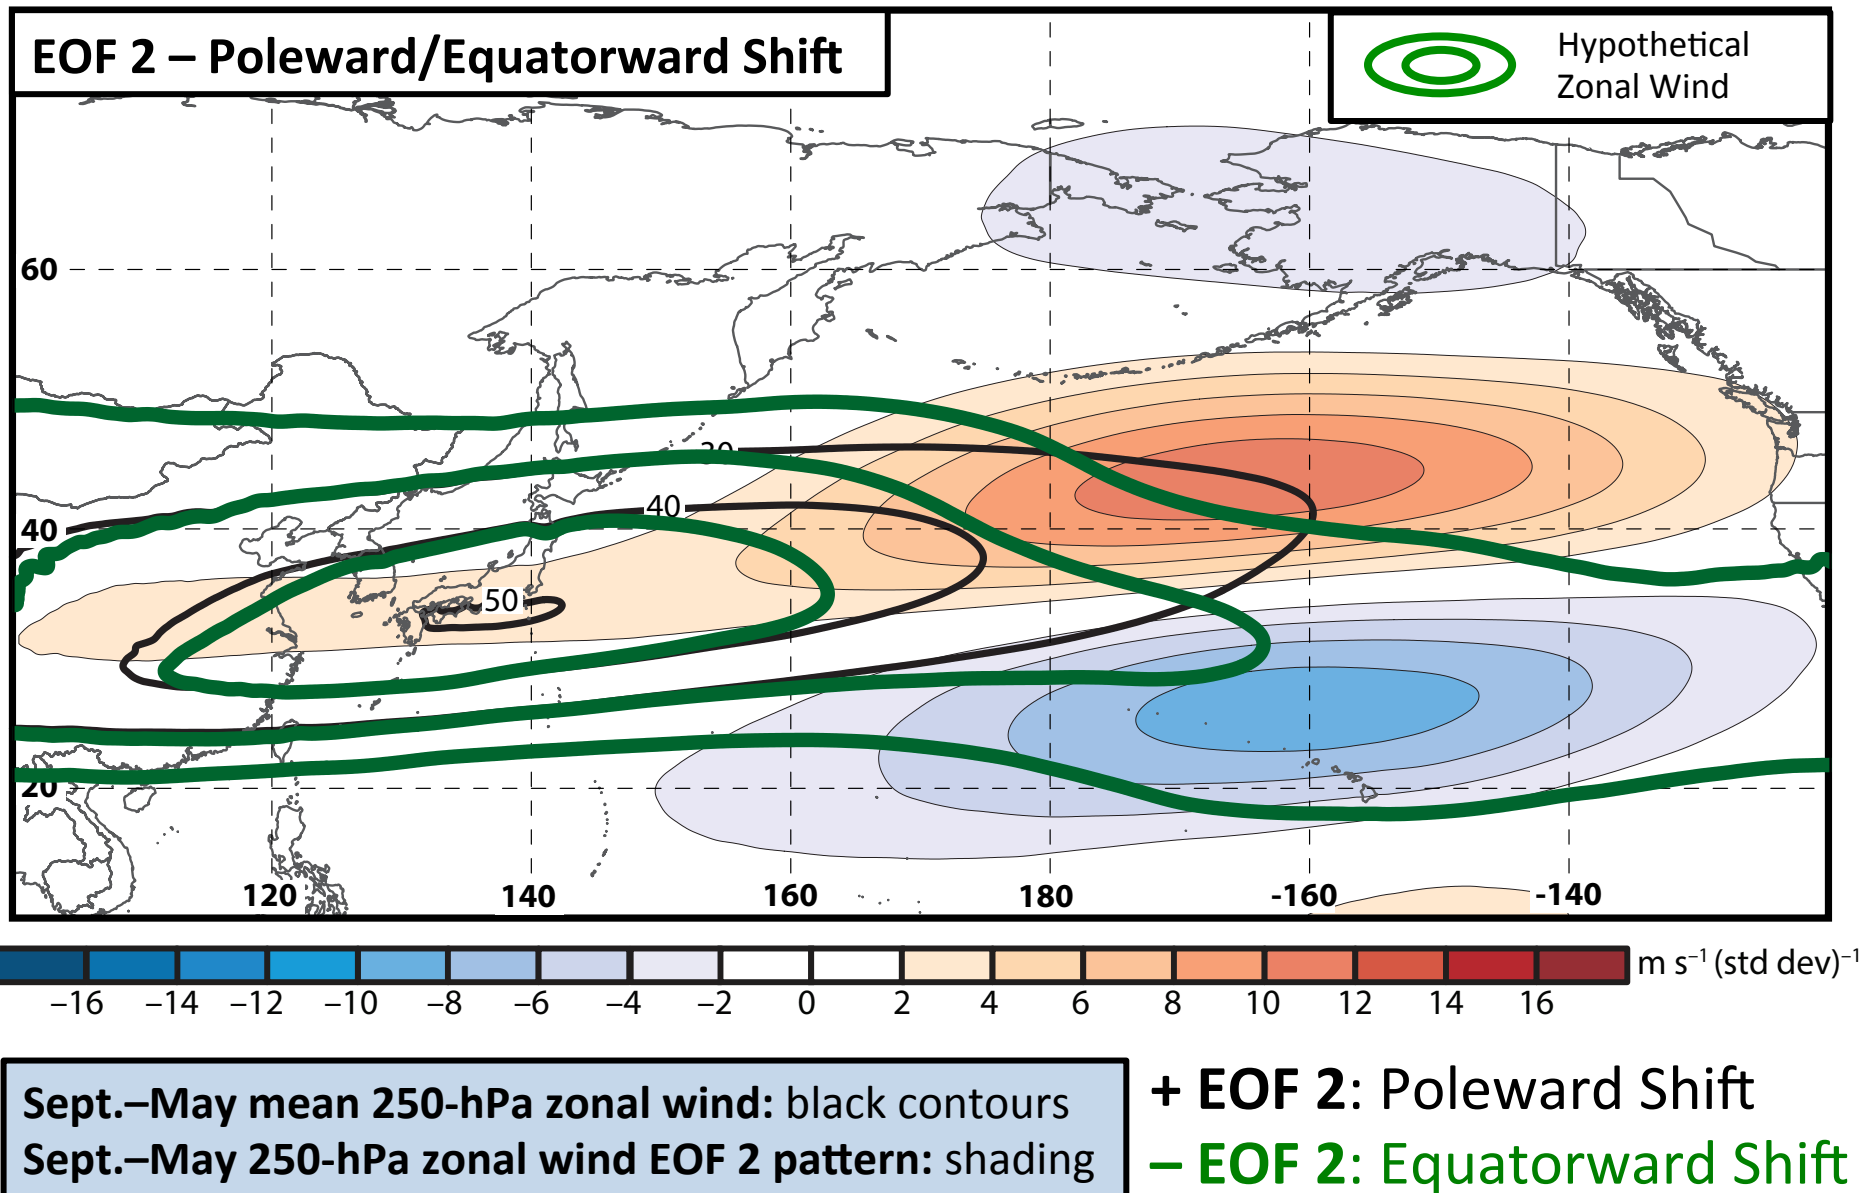 EOF 2 – Poleward/Equatorward Shift
Hypothetical
Zonal Wind
60
40
20
40
50
120 140 160 180 -160 -140
−16 −14 −12 −10 −8 −6 −4 −2 0 2 4 6 8 10 12 14 16
m s⁻¹ (std dev)⁻¹
Sept.–May mean 250-hPa zonal wind: black contours
Sept.–May 250-hPa zonal wind EOF 2 pattern: shading
+ EOF 2: Poleward Shift
– EOF 2: Equatorward Shift